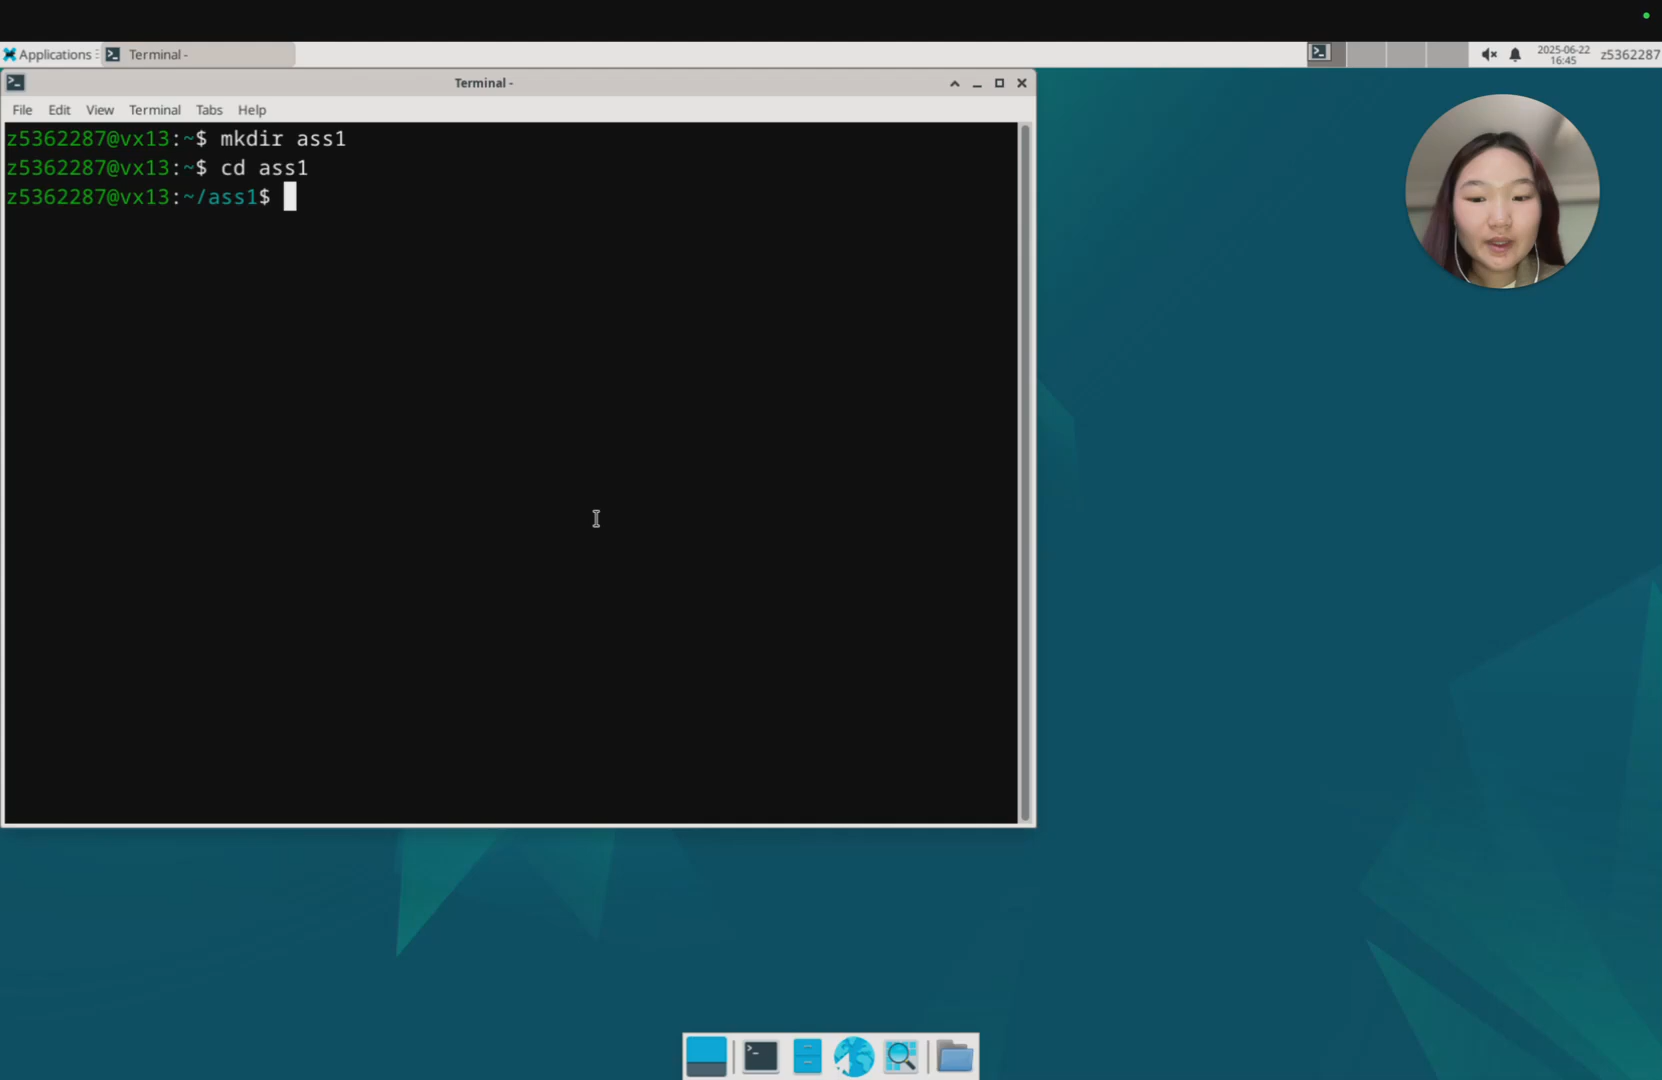 Applications
Terminal -
2025-06-22
16:45
z5362287
Terminal -
File Edit View Terminal Tabs Help
z5362287@vx13:~$ mkdir ass1
z5362287@vx13:~$ cd ass1
z5362287@vx13:~/ass1$